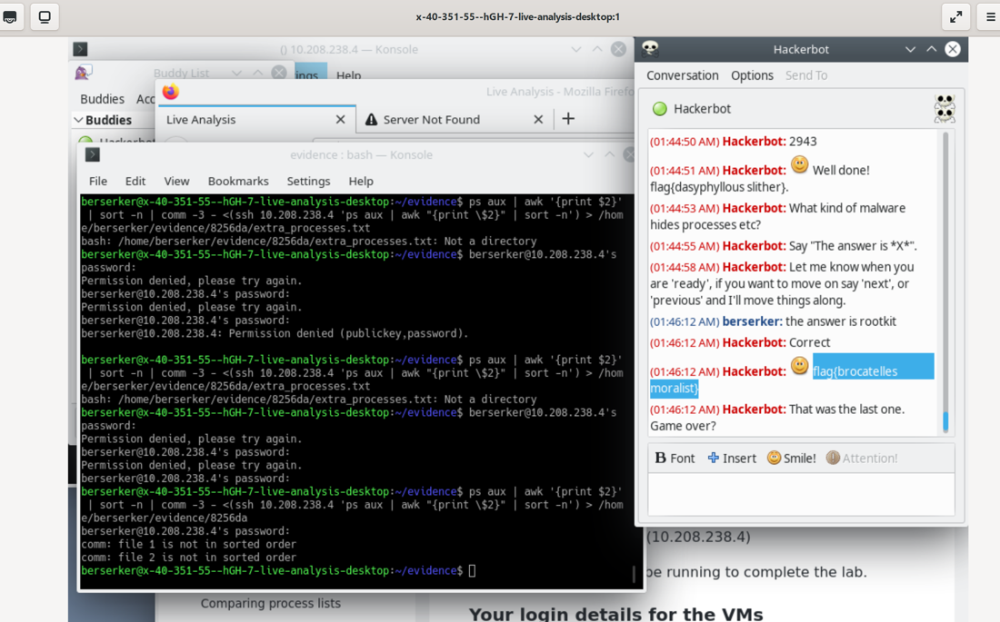 x-40-351-55--hGH-7-live-analysis-desktop:1
() 10.208.238.4 — Konsole
Buddy List
ings
Help
Buddies
Acc
Buddies
Hackerbot
Live Analysis - Mozilla Firefo
Live Analysis
Server Not Found
evidence : bash — Konsole
File Edit View Bookmarks Settings Help
berserker@x-40-351-55--hGH-7-live-analysis-desktop:~/evidence$ ps aux | awk '{print $2}'
| sort -n | comm -3 - <(ssh 10.208.238.4 'ps aux | awk "{print \$2}" | sort -n') > /hom
e/berserker/evidence/8256da/extra_processes.txt
bash: /home/berserker/evidence/8256da/extra_processes.txt: Not a directory
berserker@x-40-351-55--hGH-7-live-analysis-desktop:~/evidence$ berserker@10.208.238.4's
password:
Permission denied, please try again.
berserker@10.208.238.4's password:
Permission denied, please try again.
berserker@10.208.238.4's password:
berserker@10.208.238.4: Permission denied (publickey,password).
berserker@x-40-351-55--hGH-7-live-analysis-desktop:~/evidence$ ps aux | awk '{print $2}'
| sort -n | comm -3 - <(ssh 10.208.238.4 'ps aux | awk "{print \$2}" | sort -n') > /hom
e/berserker/evidence/8256da/extra_processes.txt
bash: /home/berserker/evidence/8256da/extra_processes.txt: Not a directory
berserker@x-40-351-55--hGH-7-live-analysis-desktop:~/evidence$ berserker@10.208.238.4's
password:
Permission denied, please try again.
berserker@10.208.238.4's password:
Permission denied, please try again.
berserker@10.208.238.4's password:
berserker@x-40-351-55--hGH-7-live-analysis-desktop:~/evidence$ ps aux | awk '{print $2}'
| sort -n | comm -3 - <(ssh 10.208.238.4 'ps aux | awk "{print \$2}" | sort -n') > /hom
e/berserker/evidence/8256da
berserker@10.208.238.4's password:
comm: file 1 is not in sorted order
comm: file 2 is not in sorted order
berserker@x-40-351-55--hGH-7-live-analysis-desktop:~/evidence$
Hackerbot
Conversation Options Send To
Hackerbot
(01:44:50 AM) Hackerbot: 2943
(01:44:51 AM) Hackerbot: Well done!
flag{dasyphyllous slither}.
(01:44:53 AM) Hackerbot: What kind of malware
hides processes etc?
(01:44:55 AM) Hackerbot: Say "The answer is *X*".
(01:44:58 AM) Hackerbot: Let me know when you
are 'ready', if you want to move on say 'next', or
'previous' and I'll move things along.
(01:46:12 AM) berserker: the answer is rootkit
(01:46:12 AM) Hackerbot: Correct
(01:46:12 AM) Hackerbot: flag{brocatelles
moralist}
(01:46:12 AM) Hackerbot: That was the last one.
Game over?
B Font Insert Smile! Attention!
(10.208.238.4)
be running to complete the lab.
Comparing process lists
Your login details for the VMs